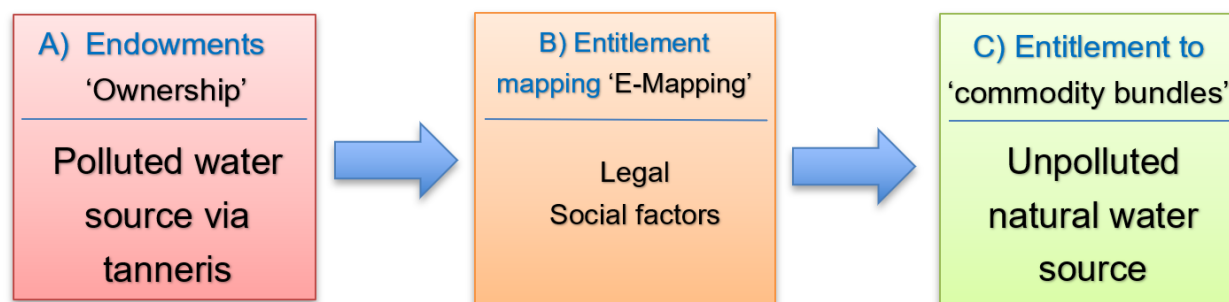 A) Endowments
‘Ownership’
Polluted water
source via
tanneris
B) Entitlement
mapping ‘E-Mapping’
Legal
Social factors
C) Entitlement to
‘commodity bundles’
Unpolluted
natural water
source